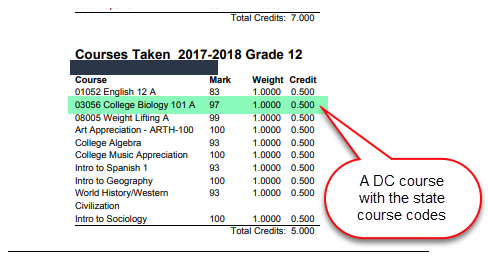 Total Credits: 7.000
Courses Taken 2017-2018 Grade 12
Course Mark Weight Credit
01052 English 12 A 83 1.0000 0.500
03056 College Biology 101 A 97 1.0000 0.500
08005 Weight Lifting A 99 1.0000 0.500
Art Appreciation - ARTH-100 100 1.0000 0.500
College Algebra 93 1.0000 0.500
College Music Appreciation 100 1.0000 0.500
Intro to Spanish 1 93 1.0000 0.500
Intro to Geography 100 1.0000 0.500
World History/Western 93 1.0000 0.500
Civilization
Intro to Sociology 100 1.0000 0.500
Total Credits: 5.000
A DC course
with the state
course codes